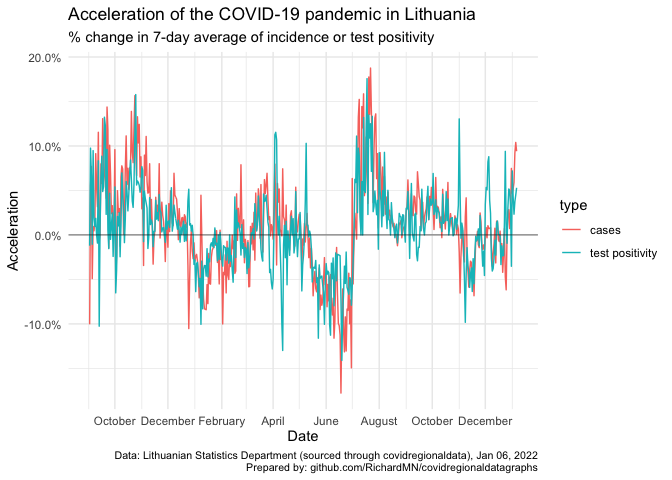 Acceleration of the COVID-19 pandemic in Lithuania
% change in 7-day average of incidence or test positivity
20.0%
10.0%
0.0%
-10.0%
Acceleration
October December February April June August October December
Date
type
cases
test positivity
Data: Lithuanian Statistics Department (sourced through covidregionaldata), Jan 06, 2022
Prepared by: github.com/RichardMN/covidregionaldatagraphs